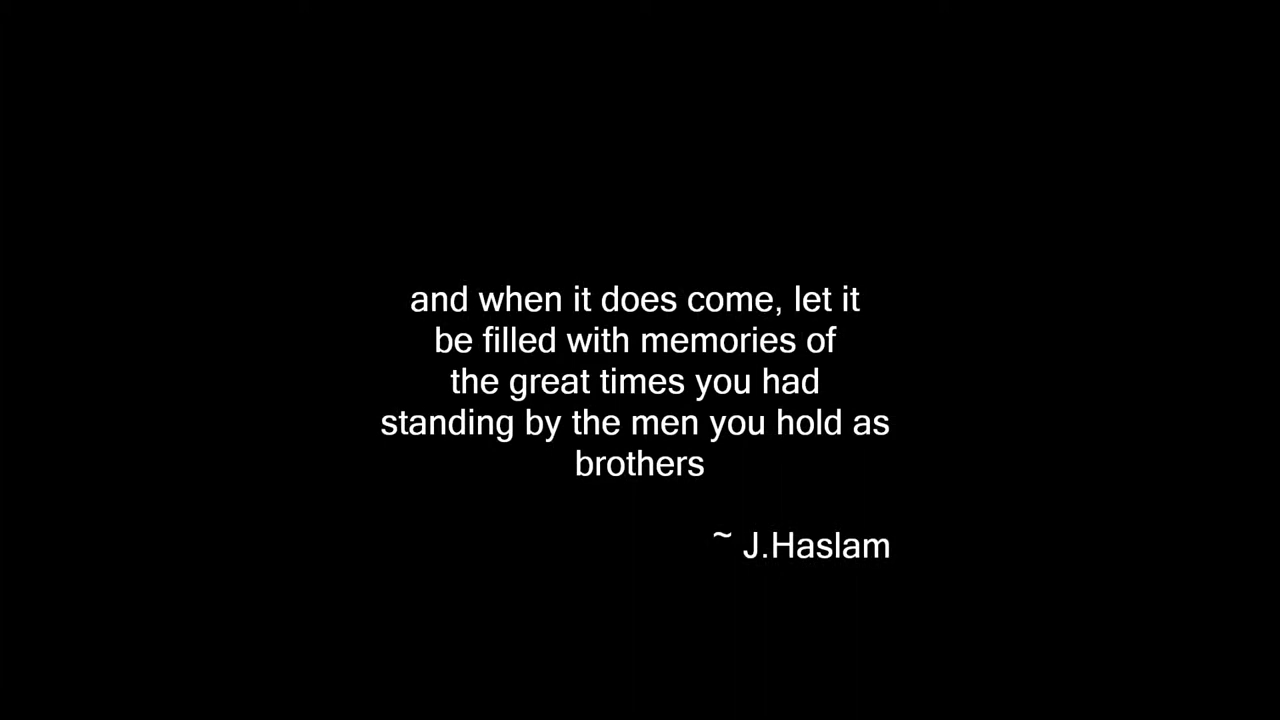 and when it does come, let it
be filled with memories of
the great times you had
standing by the men you hold as
brothers
~ J.Haslam